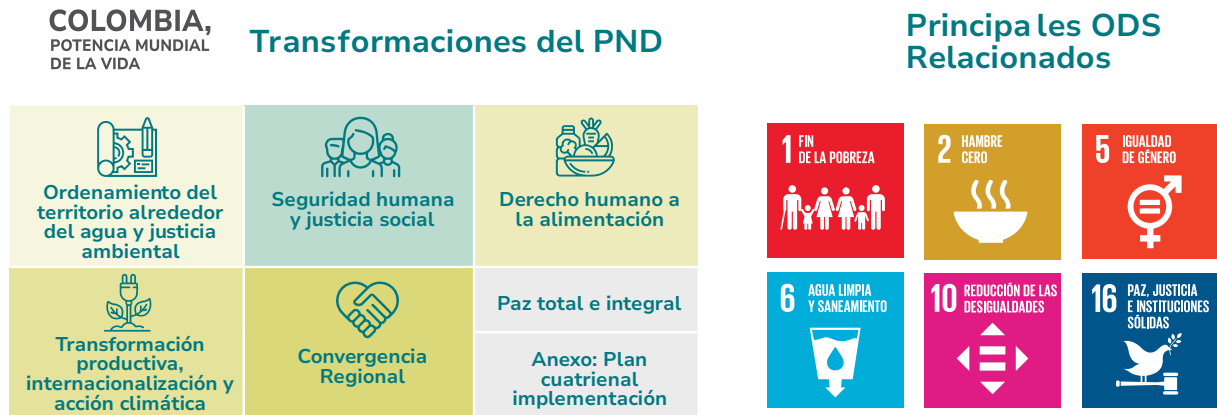 COLOMBIA,
POTENCIA MUNDIAL
DE LA VIDA
Transformaciones del PND
Principales ODS
Relacionados
Ordenamiento del
territorio alrededor
del agua y justicia
ambiental
Seguridad humana
y justicia social
Derecho humano a
la alimentación
Transformación
productiva,
internacionalización y
acción climática
Convergencia
Regional
Paz total e integral
Anexo: Plan
cuatrienal
implementación
1 FIN
DE LA POBREZA
2 HAMBRE
CERO
5 IGUALDAD
DE GÉNERO
6 AGUA LIMPIA
Y SANEAMIENTO
10 REDUCCIÓN DE LAS
DESIGUALDADES
16 PAZ, JUSTICIA
E INSTITUCIONES
SÓLIDAS